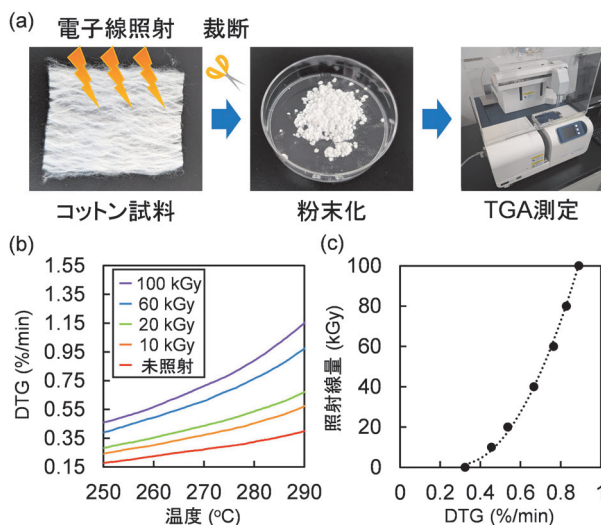 (a)
電子線照射 裁断
コットン試料 粉末化 TGA測定
(b)
1.55
1.35
1.15
0.95
0.75
0.55
0.35
0.15
DTG (%/min)
100 kGy
60 kGy
20 kGy
10 kGy
未照射
250 260 270 280 290
温度 (℃)
(c)
100
80
60
40
20
0
照射線量 (kGy)
0 0.2 0.4 0.6 0.8 1
DTG (%/min)